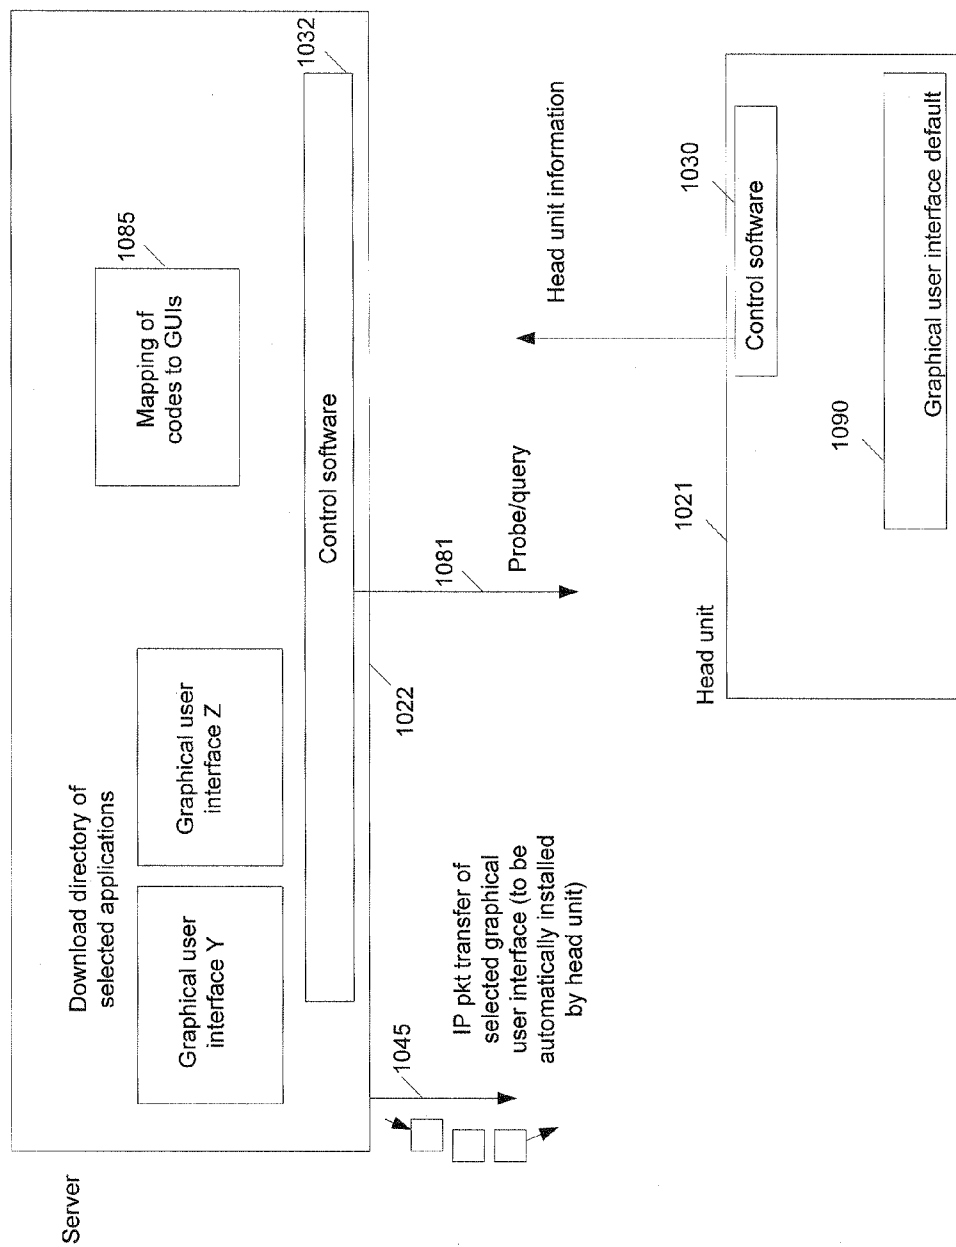 Server
Download directory of
selected applications
Graphical user
interface Y
Graphical user
interface Z
Mapping of
codes to GUIs
1085
Control software
1032
1022
1045
IP pkt transfer of
selected graphical
user interface (to be
automatically installed
by head unit)
1081
Probe/query
Head unit information
Head unit
1021
Control software
1030
1090
Graphical user interface default